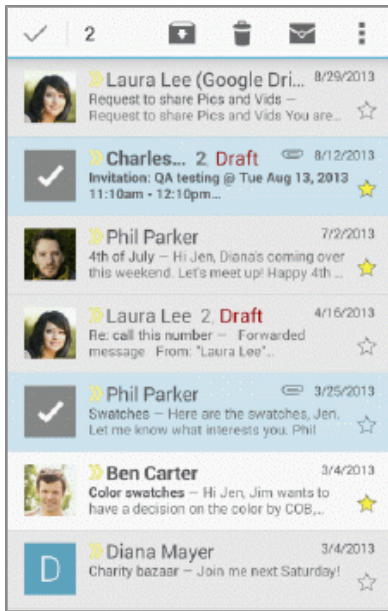 2
Laura Lee (Google Dri... 8/29/2013
Request to share Pics and Vids –
Request to share Pics and Vids You are...
Charles... 2, Draft 8/12/2013
Invitation: QA testing @ Tue Aug 13, 2013
11:10am - 12:10pm...
Phil Parker 7/2/2013
4th of July – Hi Jen, Diana's coming over
this weekend. Let's meet up! Happy 4th ...
Laura Lee 2, Draft 4/16/2013
Re: call this number – Forwarded
message From: "Laura Lee"...
Phil Parker 3/25/2013
Swatches – Here are the swatches, Jen.
Let me know what interests you. Phil
Ben Carter 3/4/2013
Color swatches – Hi Jen, Jim wants to
have a decision on the color by COB,...
D
Diana Mayer 3/4/2013
Charity bazaar – Join me next Saturday!